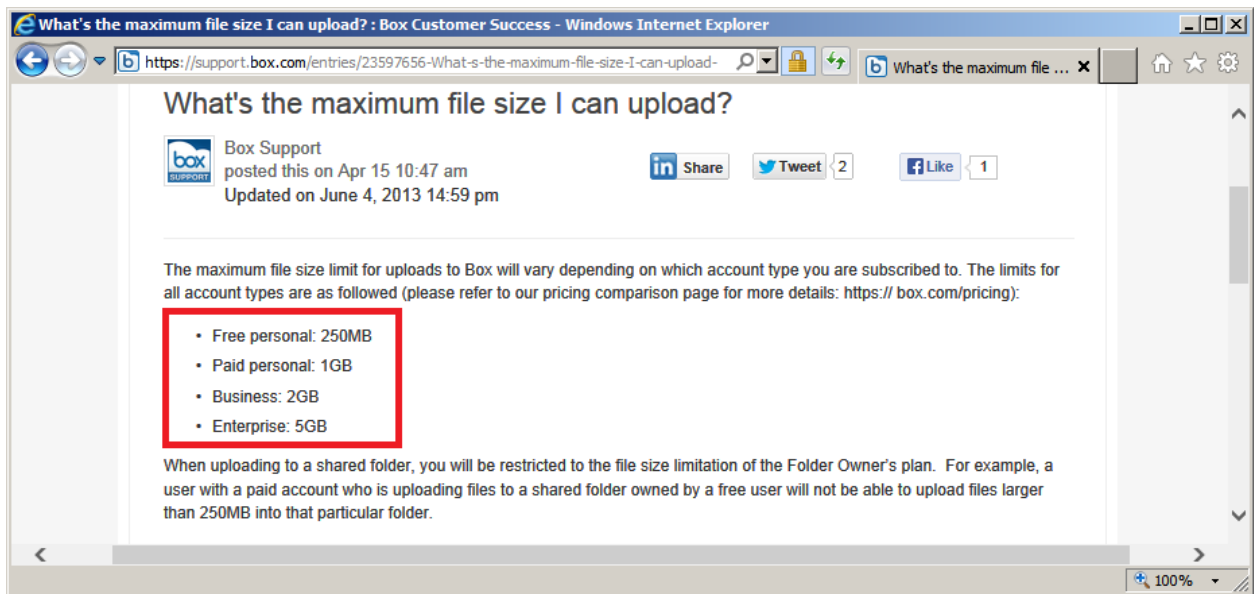 What's the maximum file size I can upload? : Box Customer Success - Windows Internet Explorer
https://support.box.com/entries/23597656-What-s-the-maximum-file-size-I-can-upload-
What's the maximum file ...
What's the maximum file size I can upload?
box
SUPPORT
Box Support
posted this on Apr 15 10:47 am
Updated on June 4, 2013 14:59 pm
in Share
Tweet 2
Like 1
The maximum file size limit for uploads to Box will vary depending on which account type you are subscribed to. The limits for
all account types are as followed (please refer to our pricing comparison page for more details: https:// box.com/pricing):
• Free personal: 250MB
• Paid personal: 1GB
• Business: 2GB
• Enterprise: 5GB
When uploading to a shared folder, you will be restricted to the file size limitation of the Folder Owner's plan. For example, a
user with a paid account who is uploading files to a shared folder owned by a free user will not be able to upload files larger
than 250MB into that particular folder.
100%